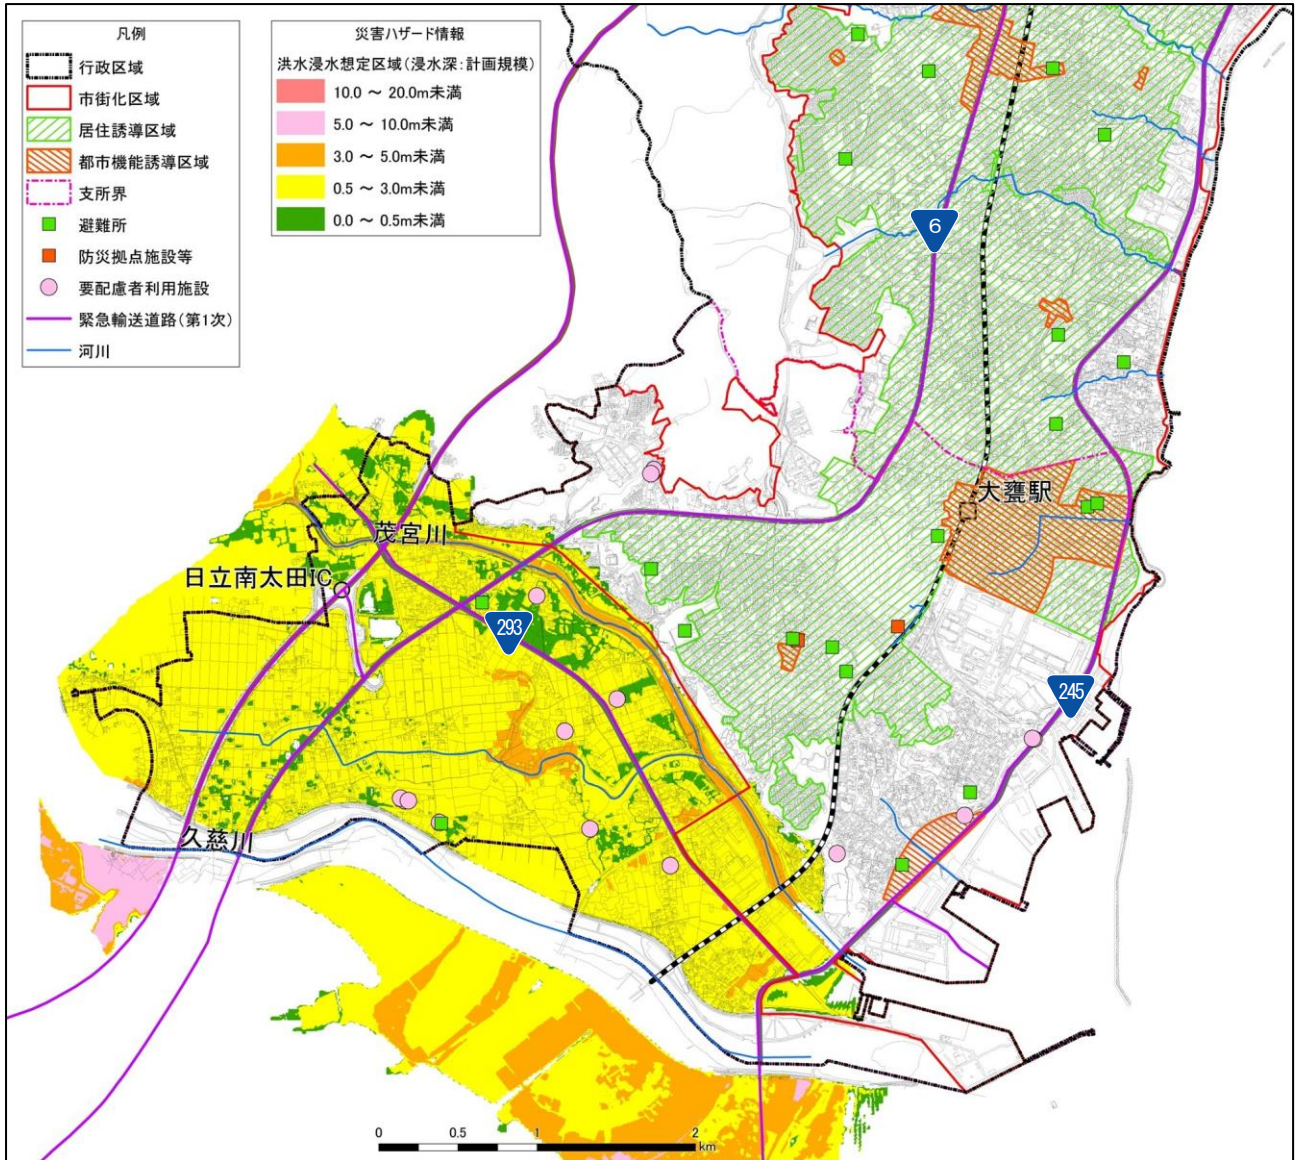 凡例
行政区域
市街化区域
居住誘導区域
都市機能誘導区域
支所界
避難所
防災拠点施設等
要配慮者利用施設
緊急輸送道路(第1次)
河川
災害ハザード情報
洪水浸水想定区域(浸水深:計画規模)
10.0 ～ 20.0m未満
5.0 ～ 10.0m未満
3.0 ～ 5.0m未満
0.5 ～ 3.0m未満
0.0 ～ 0.5m未満
6
大甕駅
茂宮川
日立南太田IC
293
245
久慈川
0 0.5 1 2
km